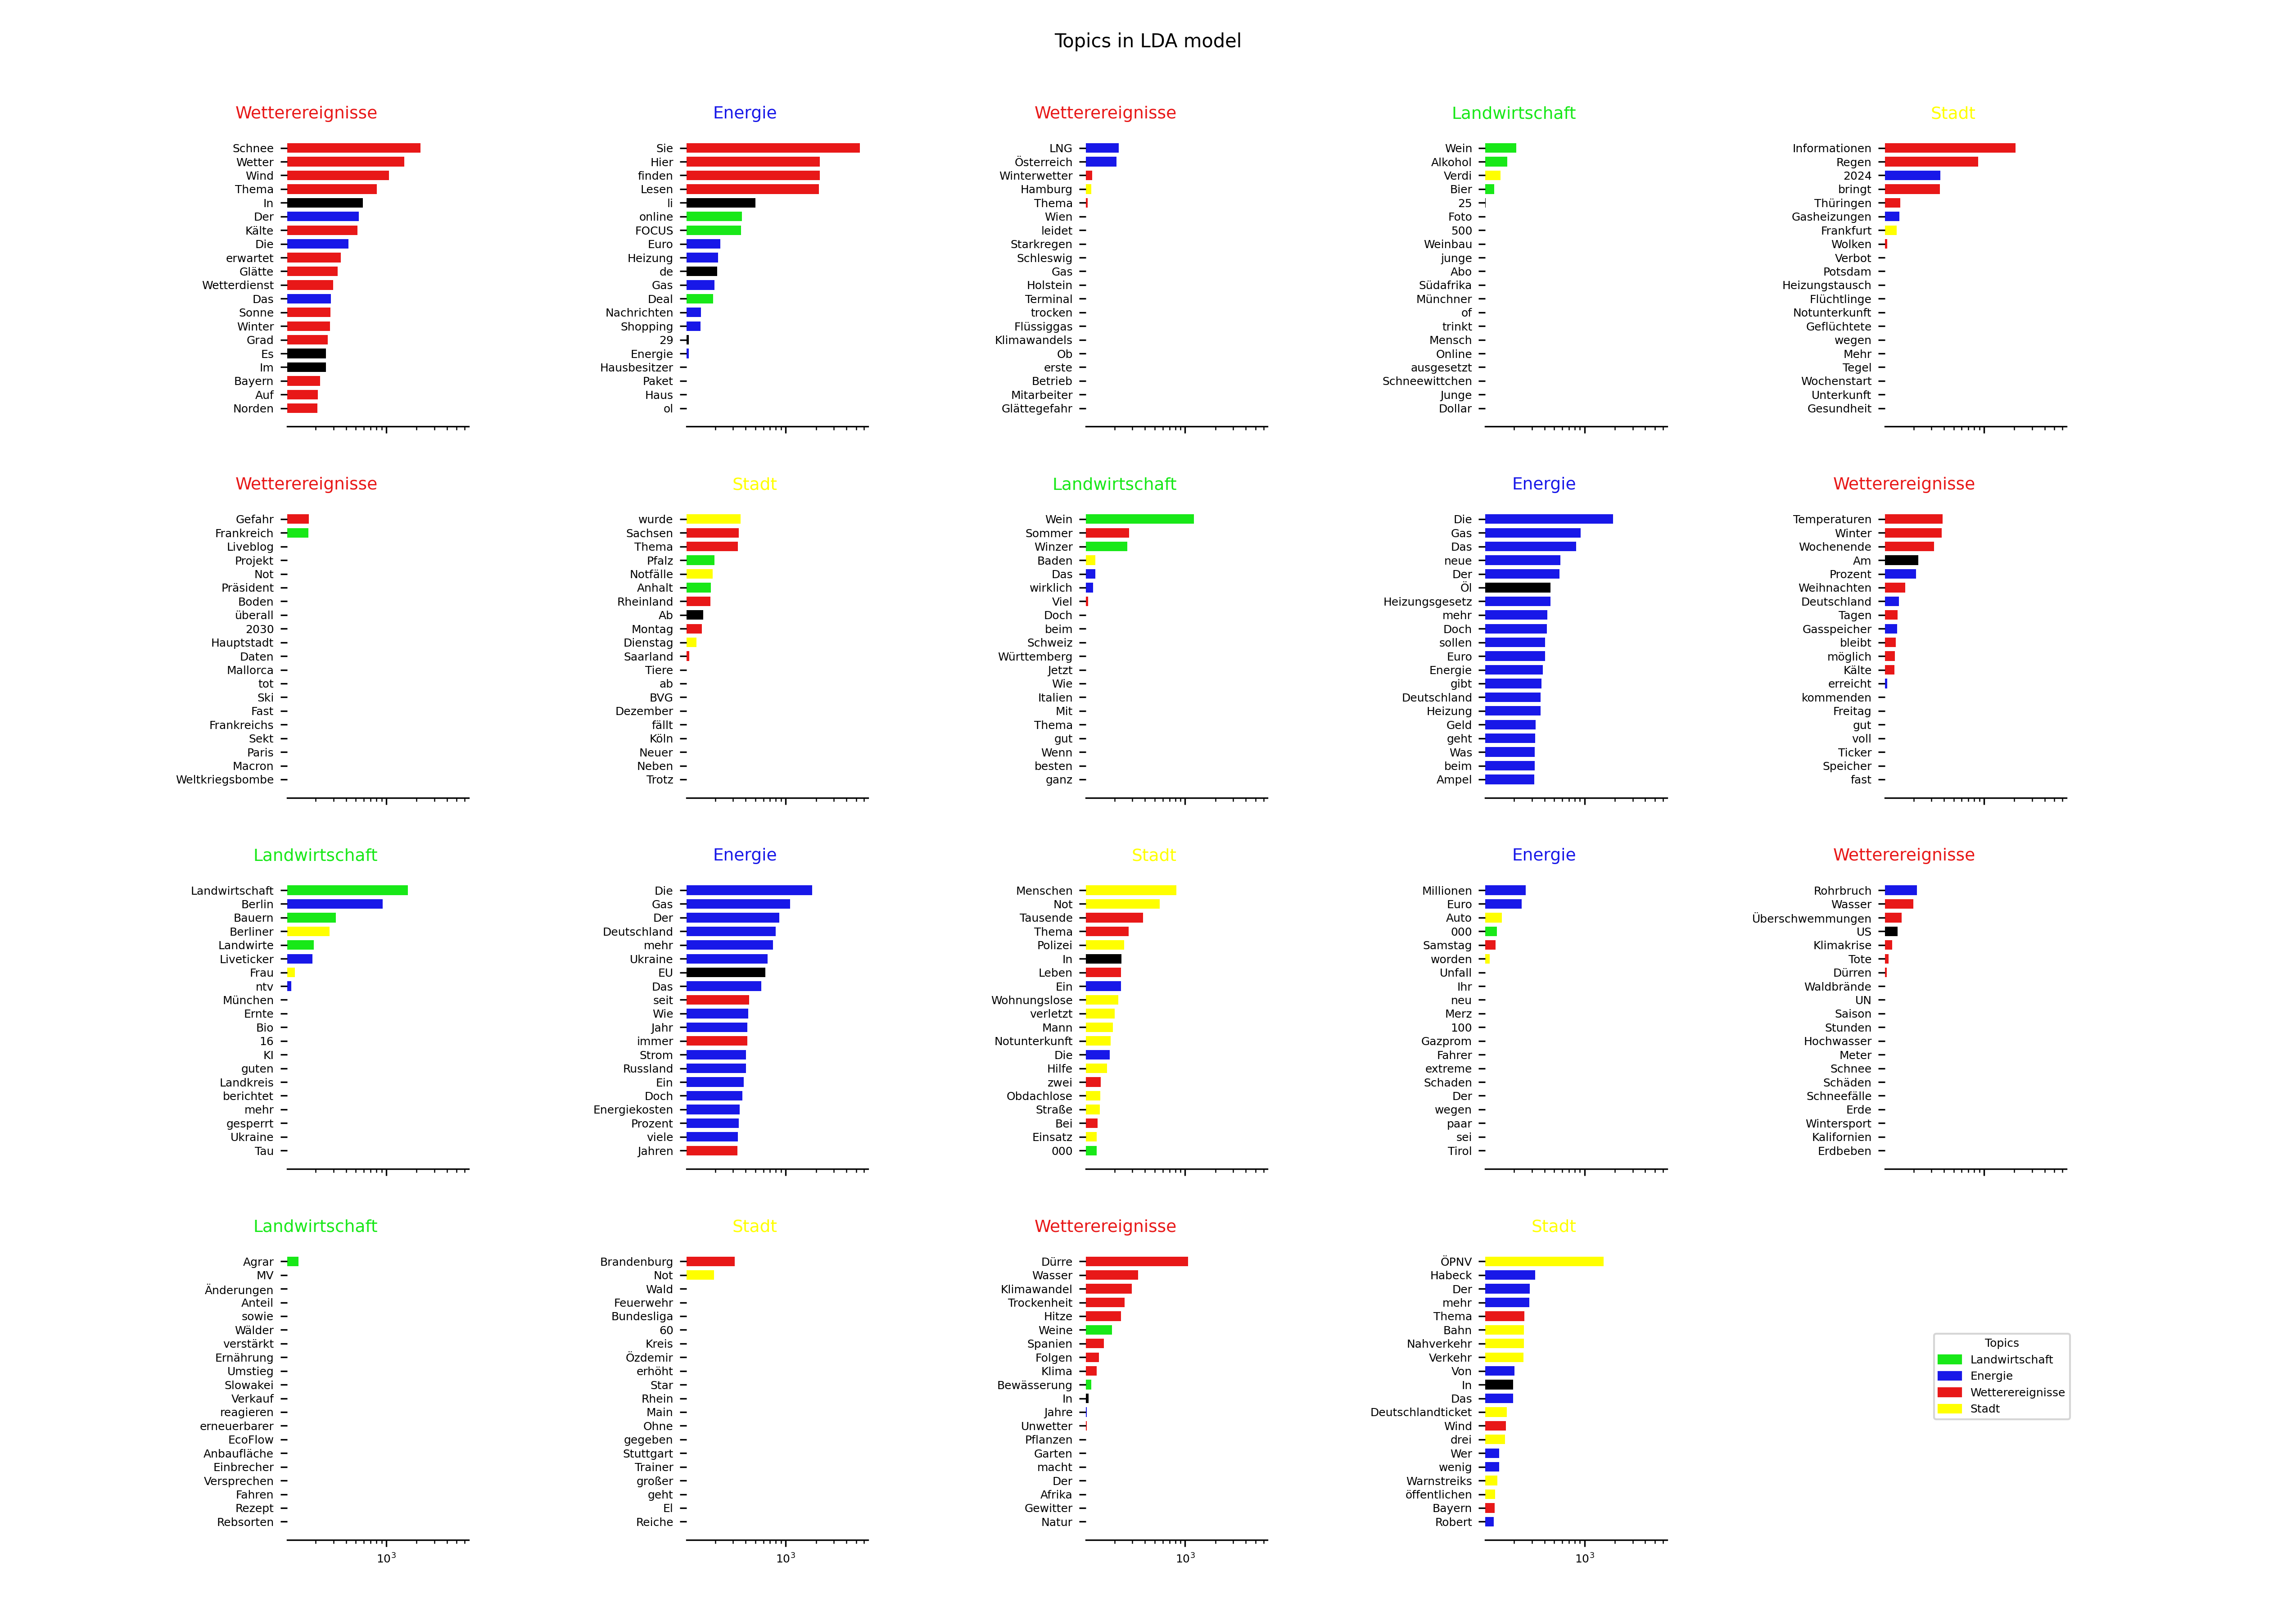 Topics in LDA model
Wetterereignisse
Schnee
Wetter
Wind
Thema
In
Der
Kälte
Die
erwartet
Glätte
Wetterdienst
Das
Sonne
Winter
Grad
Es
Im
Bayern
Auf
Norden
Energie
Sie
Hier
finden
Lesen
li
online
FOCUS
Euro
Heizung
de
Gas
Deal
Nachrichten
Shopping
29
Energie
Hausbesitzer
Paket
Haus
ol
Wetterereignisse
LNG
Österreich
Winterwetter
Hamburg
Thema
Wien
leidet
Starkregen
Schleswig
Gas
Holstein
Terminal
trocken
Flüssiggas
Klimawandels
Ob
erste
Betrieb
Mitarbeiter
Glättegefahr
Landwirtschaft
Wein
Alkohol
Verdi
Bier
25
Foto
500
Weinbau
junge
Abo
Südafrika
Münchner
of
trinkt
Mensch
Online
ausgesetzt
Schneewittchen
Junge
Dollar
Stadt
Informationen
Regen
2024
bringt
Thüringen
Gasheizungen
Frankfurt
Wolken
Verbot
Potsdam
Heizungstausch
Flüchtlinge
Notunterkunft
Geflüchtete
wegen
Mehr
Tegel
Wochenstart
Unterkunft
Gesundheit
Wetterereignisse
Gefahr
Frankreich
Liveblog
Projekt
Not
Präsident
Boden
überall
2030
Hauptstadt
Daten
Mallorca
tot
Ski
Fast
Frankreichs
Sekt
Paris
Macron
Weltkriegsbombe
Stadt
wurde
Sachsen
Thema
Pfalz
Notfälle
Anhalt
Rheinland
Ab
Montag
Dienstag
Saarland
Tiere
ab
BVG
Dezember
fällt
Köln
Neuer
Neben
Trotz
Landwirtschaft
Wein
Sommer
Winzer
Baden
Das
wirklich
Viel
Doch
beim
Schweiz
Württemberg
Jetzt
Wie
Italien
Mit
Thema
gut
Wenn
besten
ganz
Energie
Die
Gas
Das
neue
Der
Öl
Heizungsgesetz
mehr
Doch
sollen
Euro
Energie
gibt
Deutschland
Heizung
Geld
geht
Was
beim
Ampel
Wetterereignisse
Temperaturen
Winter
Wochenende
Am
Prozent
Weihnachten
Deutschland
Tagen
Gasspeicher
bleibt
möglich
Kälte
erreicht
kommenden
Freitag
gut
voll
Ticker
Speicher
fast
Landwirtschaft
Landwirtschaft
Berlin
Bauern
Berliner
Landwirte
Liveticker
Frau
ntv
München
Ernte
Bio
16
KI
guten
Landkreis
berichtet
mehr
gesperrt
Ukraine
Tau
Energie
Die
Gas
Der
Deutschland
mehr
Ukraine
EU
Das
seit
Wie
Jahr
immer
Strom
Russland
Ein
Doch
Energiekosten
Prozent
viele
Jahren
Stadt
Menschen
Not
Tausende
Thema
Polizei
In
Leben
Ein
Wohnungslose
verletzt
Mann
Notunterkunft
Die
Hilfe
zwei
Obdachlose
Straße
Bei
Einsatz
000
Energie
Millionen
Euro
Auto
000
Samstag
worden
Unfall
Ihr
neu
Merz
100
Gazprom
Fahrer
extreme
Schaden
Der
wegen
paar
sei
Tirol
Wetterereignisse
Rohrbruch
Wasser
Überschwemmungen
US
Klimakrise
Tote
Dürren
Waldbrände
UN
Saison
Stunden
Hochwasser
Meter
Schnee
Schäden
Schneefälle
Erde
Wintersport
Kalifornien
Erdbeben
Landwirtschaft
Agrar
MV
Änderungen
Anteil
sowie
Wälder
verstärkt
Ernährung
Umstieg
Slowakei
Verkauf
reagieren
erneuerbarer
EcoFlow
Anbaufläche
Einbrecher
Versprechen
Fahren
Rezept
Rebsorten
10³
Stadt
Brandenburg
Not
Wald
Feuerwehr
Bundesliga
60
Kreis
Özdemir
erhöht
Star
Rhein
Main
Ohne
gegeben
Stuttgart
Trainer
großer
geht
El
Reiche
10³
Wetterereignisse
Dürre
Wasser
Klimawandel
Trockenheit
Hitze
Weine
Spanien
Folgen
Klima
Bewässerung
In
Jahre
Unwetter
Pflanzen
Garten
macht
Der
Afrika
Gewitter
Natur
10³
Stadt
ÖPNV
Habeck
Der
mehr
Thema
Bahn
Nahverkehr
Verkehr
Von
In
Das
Deutschlandticket
Wind
drei
Wer
wenig
Warnstreiks
öffentlichen
Bayern
Robert
10³
Topics
Landwirtschaft
Energie
Wetterereignisse
Stadt